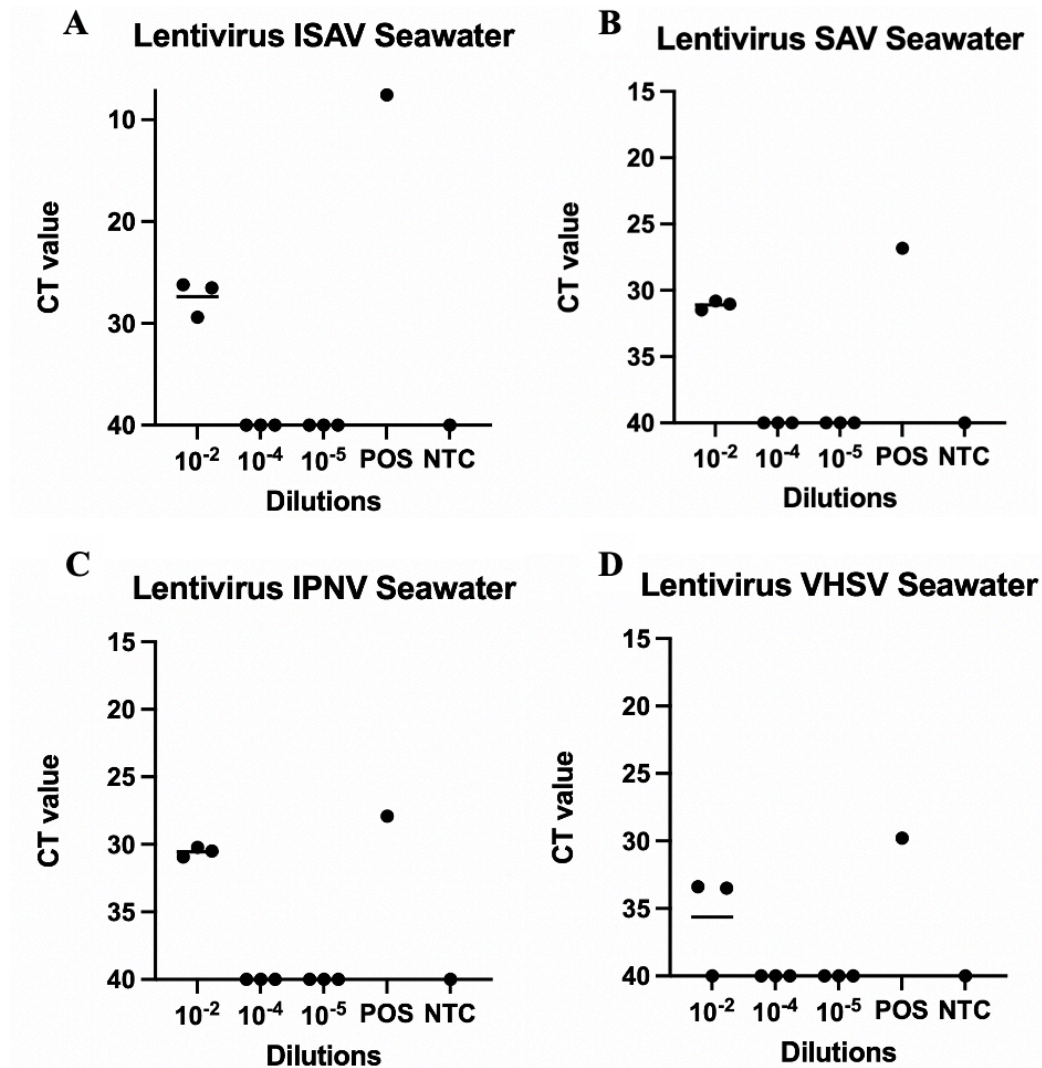 A
Lentivirus ISAV Seawater
10
20
30
40
CT value
10⁻² 10⁻⁴ 10⁻⁵ POS NTC
Dilutions
B
Lentivirus SAV Seawater
15
20
25
30
35
40
CT value
10⁻² 10⁻⁴ 10⁻⁵ POS NTC
Dilutions
C
Lentivirus IPNV Seawater
15
20
25
30
35
40
CT value
10⁻² 10⁻⁴ 10⁻⁵ POS NTC
Dilutions
D
Lentivirus VHSV Seawater
15
20
25
30
35
40
CT value
10⁻² 10⁻⁴ 10⁻⁵ POS NTC
Dilutions